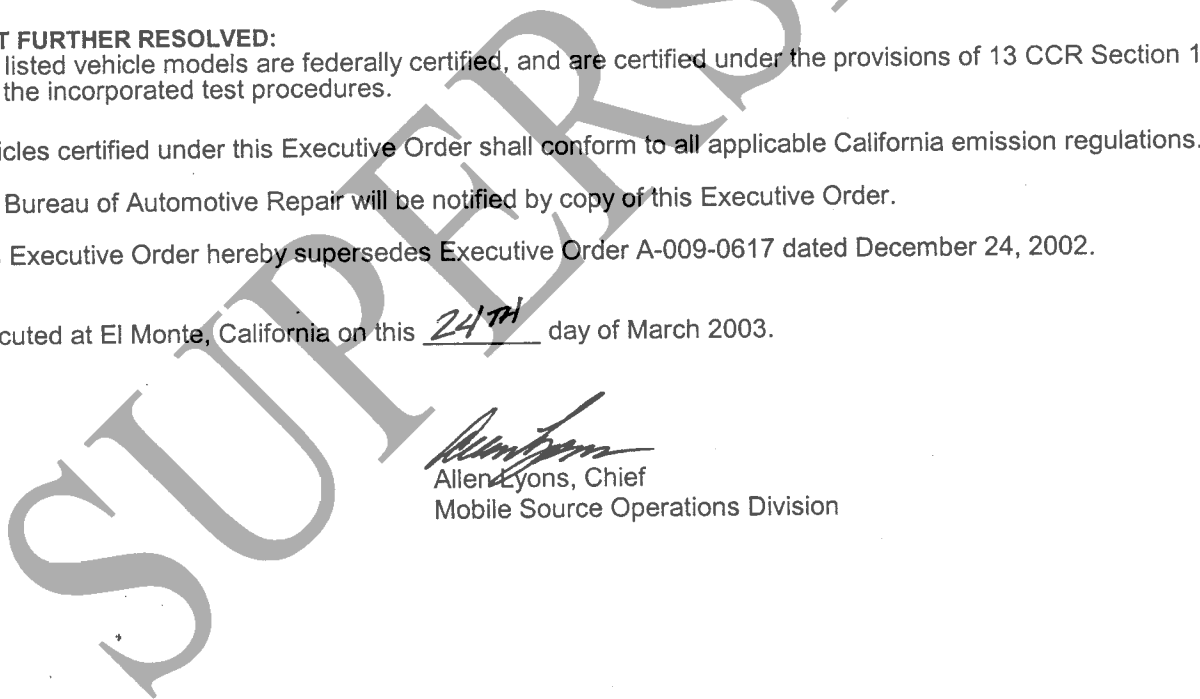 T FURTHER RESOLVED:
listed vehicle models are federally certified, and are certified under the provisions of 13 CCR Section 1
the incorporated test procedures.
icles certified under this Executive Order shall conform to all applicable California emission regulations.
Bureau of Automotive Repair will be notified by copy of this Executive Order.
Executive Order hereby supersedes Executive Order A-009-0617 dated December 24, 2002.
cuted at El Monte, California on this 24TH day of March 2003.
Allen Lyons
Allen Lyons, Chief
Mobile Source Operations Division
SUPERS